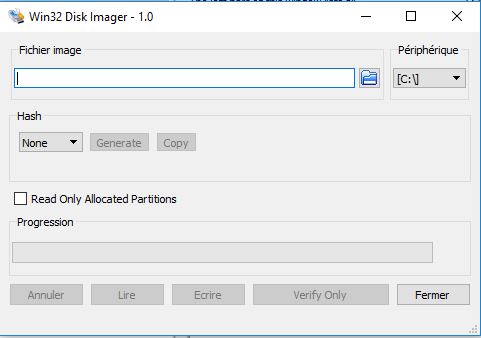 Win32 Disk Imager - 1.0
Fichier image
Périphérique
[C:\]
Hash
None
Generate
Copy
Read Only Allocated Partitions
Progression
Annuler
Lire
Ecrire
Verify Only
Fermer